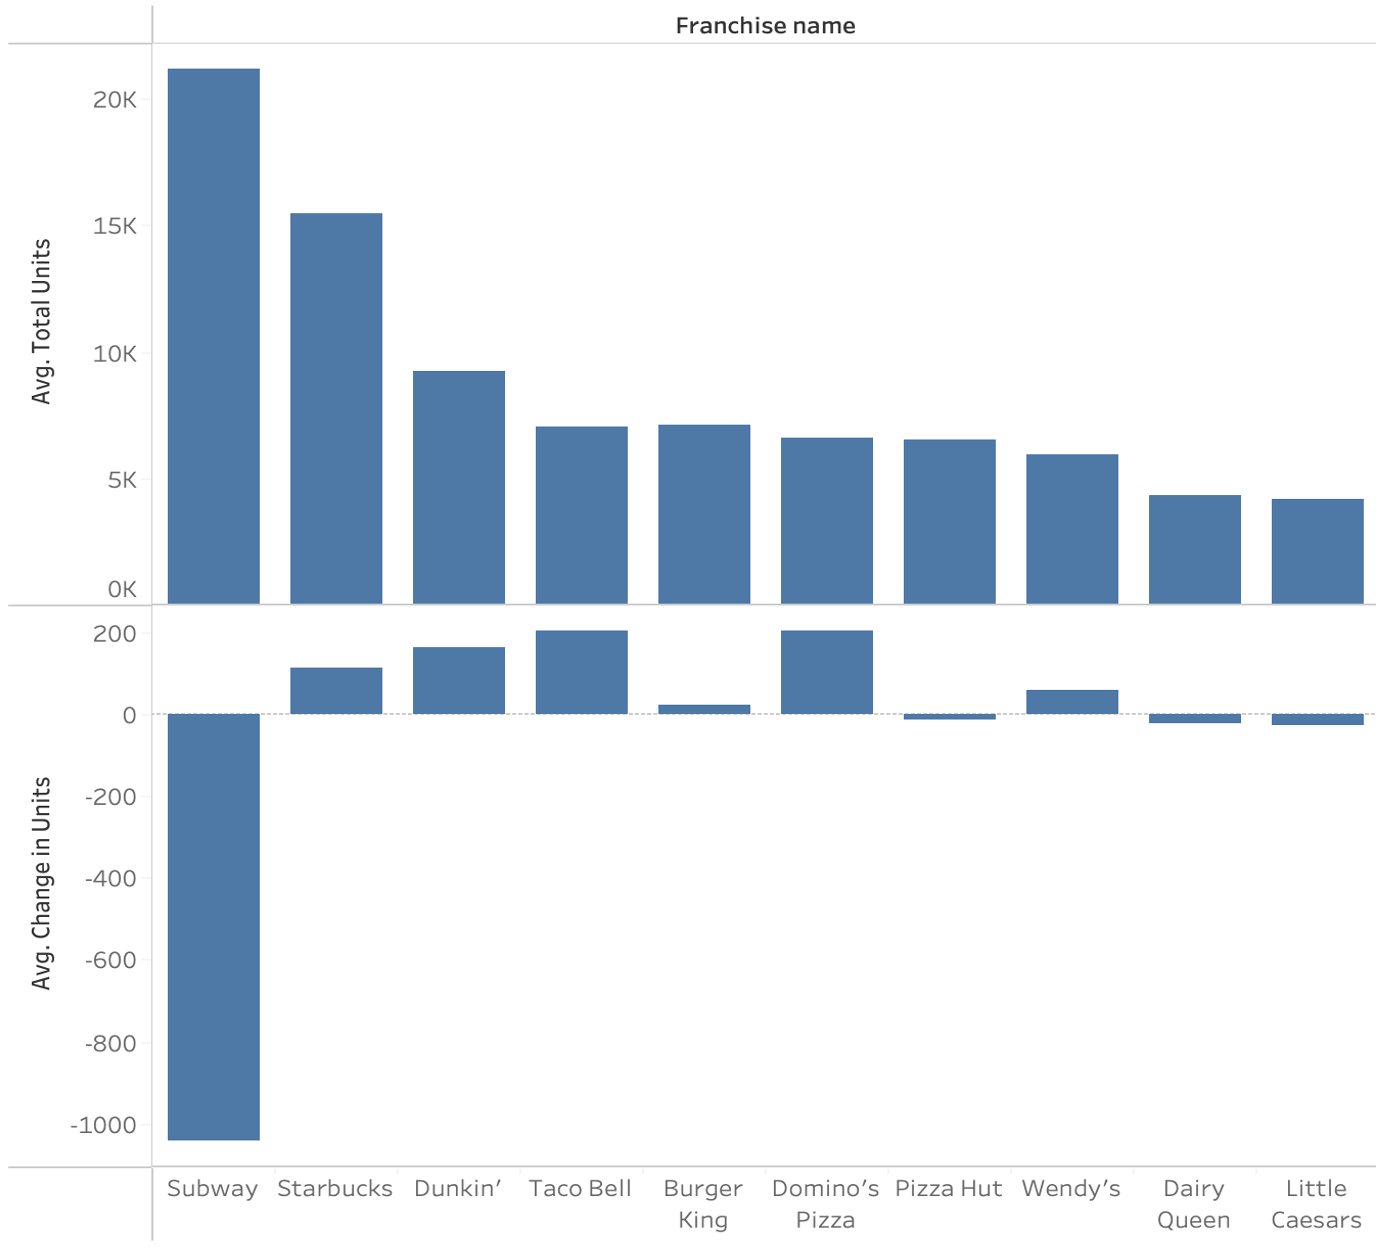 Franchise name
20K
15K
10K
5K
0K
Avg. Total Units
200
0
-200
-400
-600
-800
-1000
Avg. Change in Units
Subway Starbucks Dunkin’ Taco Bell Burger Domino’s Pizza Hut Wendy’s Dairy Little
King Pizza Queen Caesars